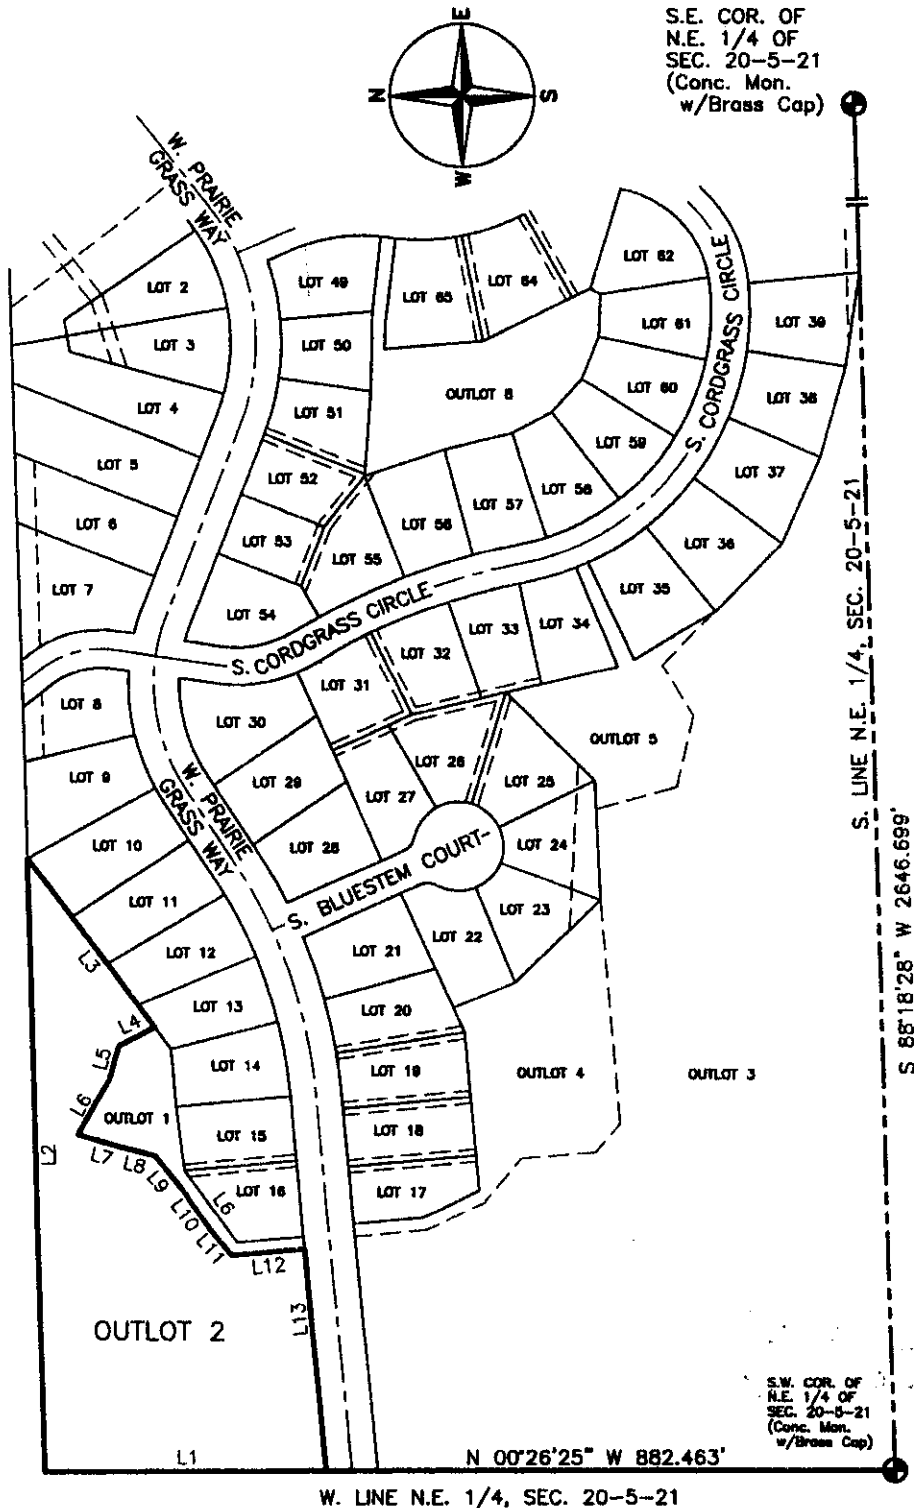 E
N
S
W
S.E. COR. OF
N.E. 1/4 OF
SEC. 20-5-21
(Conc. Mon.
w/Brass Cap)
W. PRAIRIE
GRASS WAY
LOT 2
LOT 3
LOT 4
LOT 5
LOT 6
LOT 7
LOT 49
LOT 50
LOT 51
LOT 52
LOT 53
LOT 54
LOT 65
LOT 64
LOT 62
LOT 61
LOT 60
LOT 59
LOT 58
LOT 57
LOT 56
LOT 55
OUTLOT 6
S. CORDGRASS CIRCLE
LOT 39
LOT 38
LOT 37
LOT 36
LOT 35
LOT 34
LOT 33
LOT 32
LOT 31
LOT 30
LOT 29
LOT 28
S. CORDGRASS CIRCLE
LOT 8
LOT 9
LOT 10
LOT 11
LOT 12
LOT 13
LOT 14
LOT 15
LOT 16
W. PRAIRIE
GRASS WAY
LOT 27
LOT 26
LOT 25
LOT 24
LOT 23
LOT 22
LOT 21
LOT 20
LOT 19
LOT 18
LOT 17
S. BLUESTEM COURT
OUTLOT 5
OUTLOT 4
OUTLOT 3
OUTLOT 1
OUTLOT 2
L3
L4
L5
L6
L7
L8
L9
L10
L11
L6
L12
L13
L2
L1
S. LINE N.E. 1/4, SEC. 20-5-21
S 88°18'28" W 2646.699'
S.W. COR. OF
N.E. 1/4 OF
SEC. 20-5-21
(Conc. Mon.
w/Brass Cap)
N 00°26'25" W 882.463'
W. LINE N.E. 1/4, SEC. 20-5-21